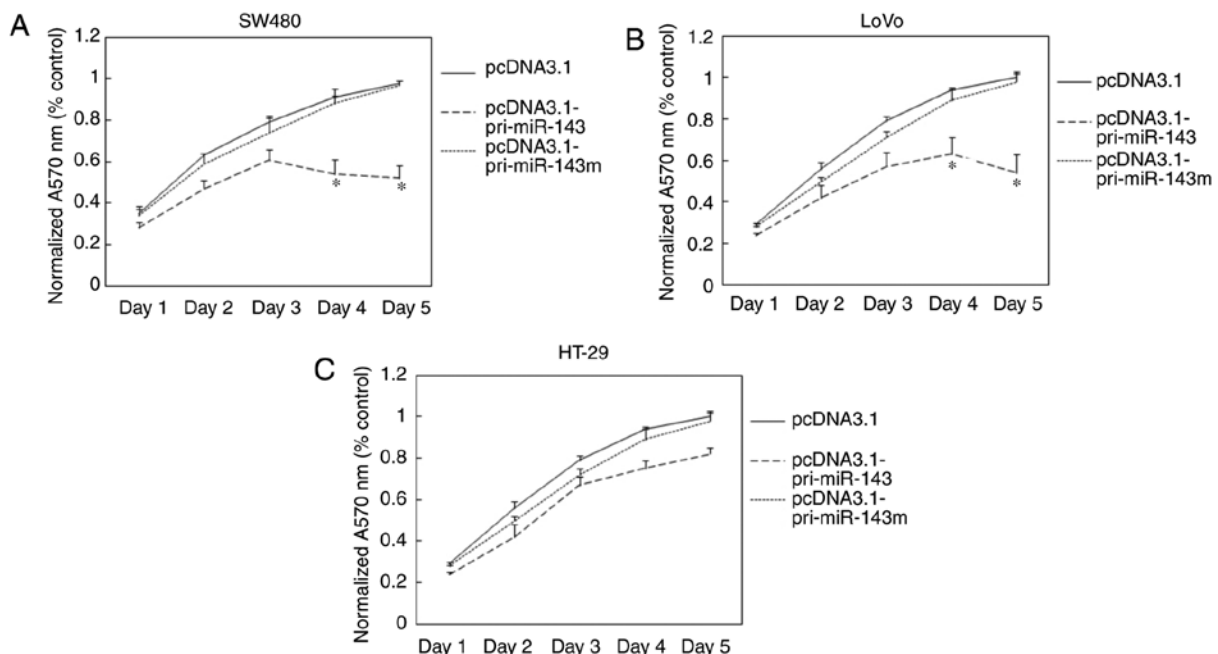 A
SW480
Normalized A570 nm (% control)
1.2
1
0.8
0.6
0.4
0.2
0
*
*
Day 1 Day 2 Day 3 Day 4 Day 5
pcDNA3.1
pcDNA3.1-
pri-miR-143
pcDNA3.1-
pri-miR-143m
B
LoVo
Normalized A570 nm (% control)
1.2
1
0.8
0.6
0.4
0.2
0
*
*
Day 1 Day 2 Day 3 Day 4 Day 5
pcDNA3.1
pcDNA3.1-
pri-miR-143
pcDNA3.1-
pri-miR-143m
C
HT-29
Normalized A570 nm (% control)
1.2
1
0.8
0.6
0.4
0.2
0
Day 1 Day 2 Day 3 Day 4 Day 5
pcDNA3.1
pcDNA3.1-
pri-miR-143
pcDNA3.1-
pri-miR-143m